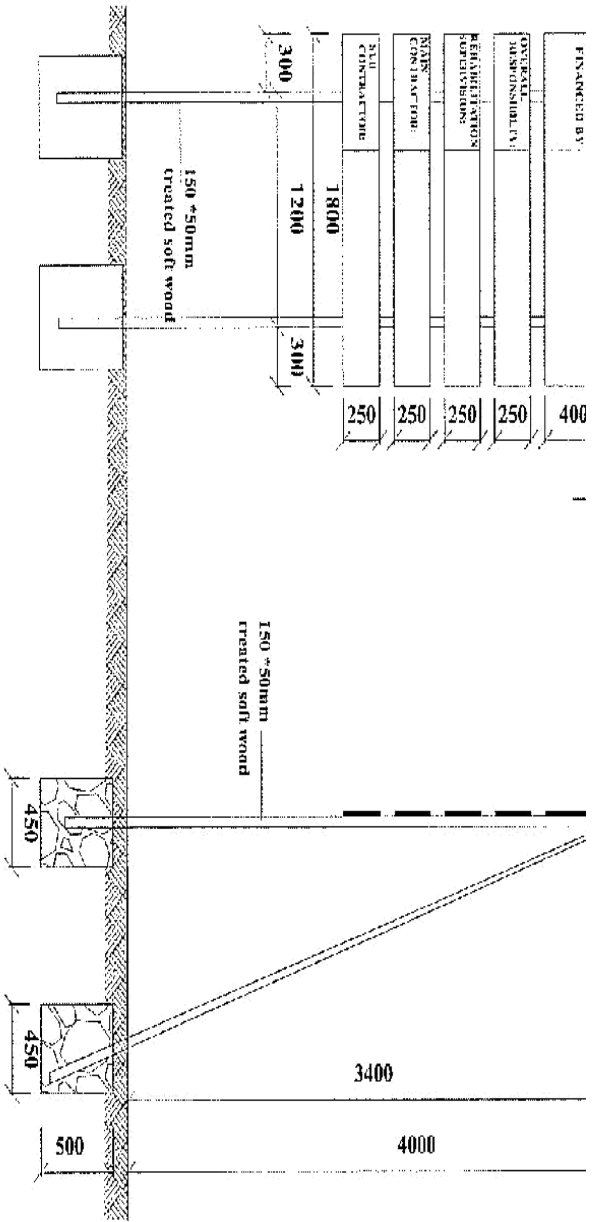 FINANCED BY
OVERALL
RESPONSIBILTY:
REHABILITATION
SUPERVISION:
MAIN
CONTRACTOR:
SUB
CONTRACTOR:
400
250
250
250
250
1800
300
1200
300
150 *50mm
treated soft wood
150 *50mm
treated soft wood
450
450
3400
4000
500